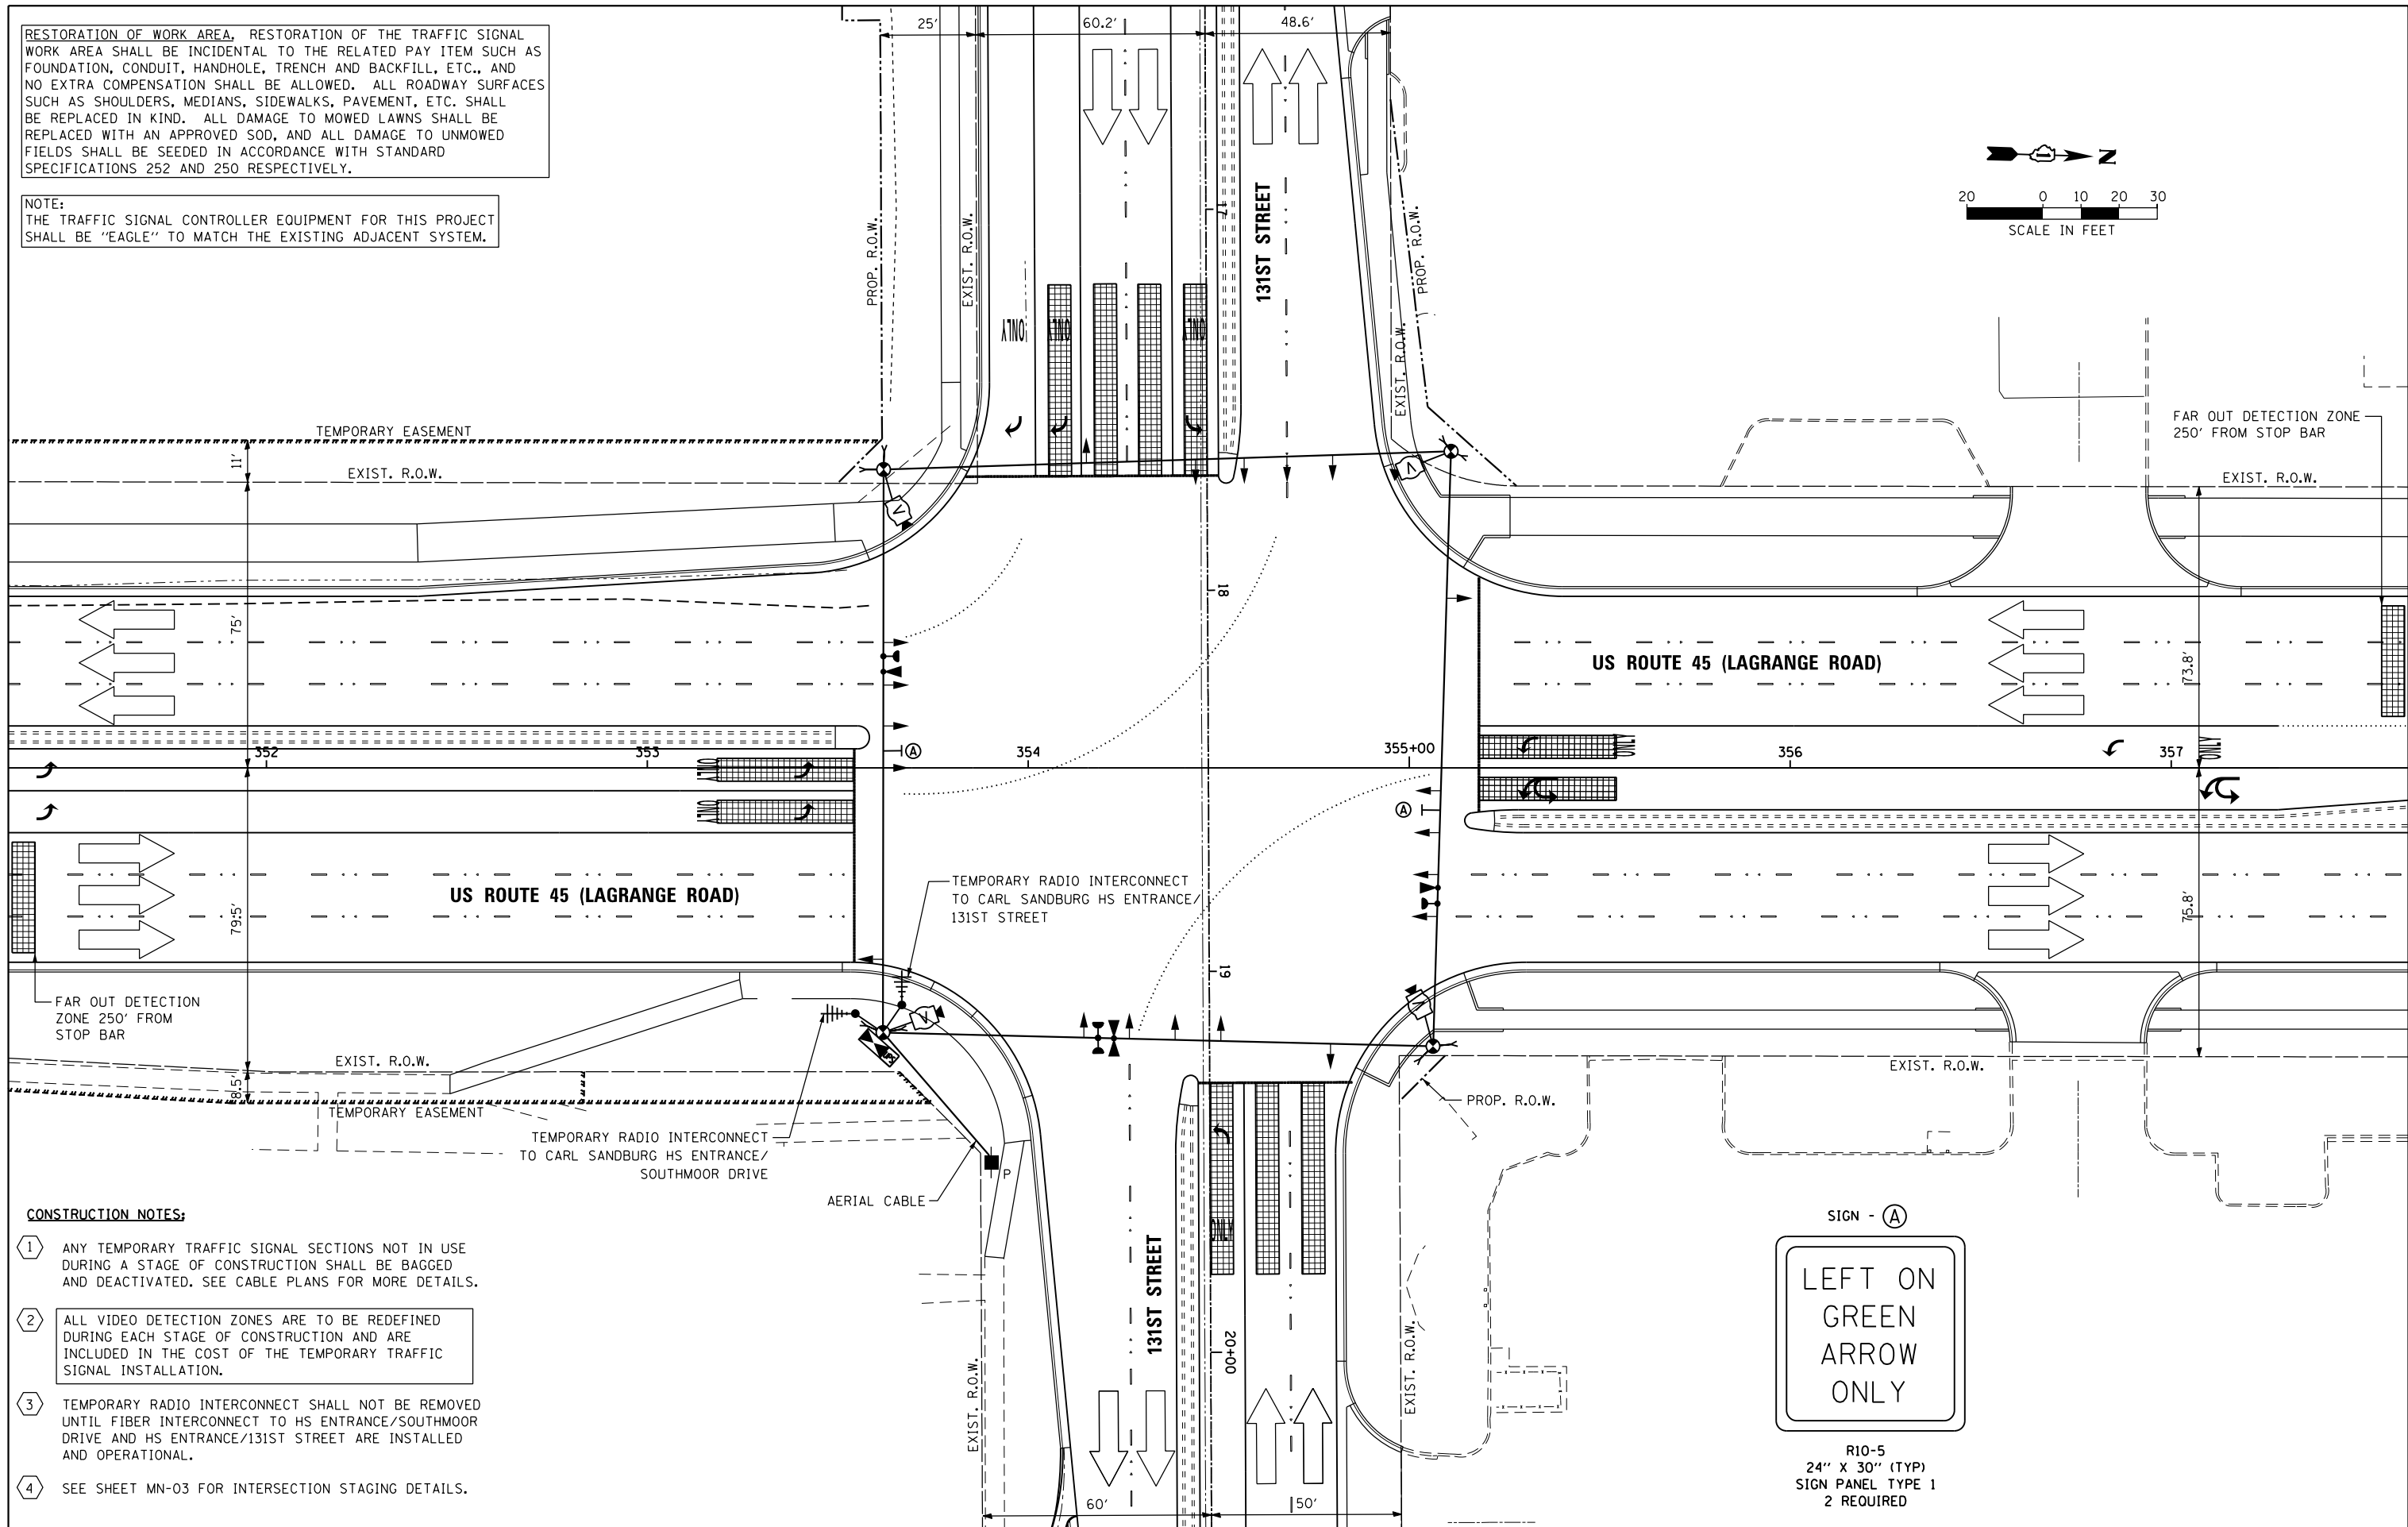 RESTORATION OF WORK AREA. RESTORATION OF THE TRAFFIC SIGNAL
WORK AREA SHALL BE INCIDENTAL TO THE RELATED PAY ITEM SUCH AS
FOUNDATION, CONDUIT, HANDHOLE, TRENCH AND BACKFILL, ETC., AND
NO EXTRA COMPENSATION SHALL BE ALLOWED. ALL ROADWAY SURFACES
SUCH AS SHOULDERS, MEDIANS, SIDEWALKS, PAVEMENT, ETC. SHALL
BE REPLACED IN KIND. ALL DAMAGE TO MOWED LAWNS SHALL BE
REPLACED WITH AN APPROVED SOD, AND ALL DAMAGE TO UNMOWED
FIELDS SHALL BE SEEDED IN ACCORDANCE WITH STANDARD
SPECIFICATIONS 252 AND 250 RESPECTIVELY.
NOTE:
THE TRAFFIC SIGNAL CONTROLLER EQUIPMENT FOR THIS PROJECT
SHALL BE "EAGLE" TO MATCH THE EXISTING ADJACENT SYSTEM.
25'
60.2'
48.6'
N
20 0 10 20 30
SCALE IN FEET
PROP. R.O.W.
EXIST. R.O.W.
131ST STREET
17
PROP. R.O.W.
EXIST. R.O.W.
ONLY
ONLY
ONLY
TEMPORARY EASEMENT
11'
EXIST. R.O.W.
FAR OUT DETECTION ZONE
250' FROM STOP BAR
EXIST. R.O.W.
V
V
18
75'
US ROUTE 45 (LAGRANGE ROAD)
73.8'
352
353
354
355+00
356
357
A
ONLY
ONLY
ONLY
ONLY
A
US ROUTE 45 (LAGRANGE ROAD)
79.5'
75.8'
TEMPORARY RADIO INTERCONNECT
TO CARL SANDBURG HS ENTRANCE/
131ST STREET
19
FAR OUT DETECTION
ZONE 250' FROM
STOP BAR
V
V
EXIST. R.O.W.
8.5'
TEMPORARY EASEMENT
EXIST. R.O.W.
PROP. R.O.W.
TEMPORARY RADIO INTERCONNECT
TO CARL SANDBURG HS ENTRANCE/
SOUTHMOOR DRIVE
P
AERIAL CABLE
ONLY
131ST STREET
20+00
EXIST. R.O.W.
EXIST. R.O.W.
60'
50'
CONSTRUCTION NOTES:
1 ANY TEMPORARY TRAFFIC SIGNAL SECTIONS NOT IN USE
DURING A STAGE OF CONSTRUCTION SHALL BE BAGGED
AND DEACTIVATED. SEE CABLE PLANS FOR MORE DETAILS.
2 ALL VIDEO DETECTION ZONES ARE TO BE REDEFINED
DURING EACH STAGE OF CONSTRUCTION AND ARE
INCLUDED IN THE COST OF THE TEMPORARY TRAFFIC
SIGNAL INSTALLATION.
3 TEMPORARY RADIO INTERCONNECT SHALL NOT BE REMOVED
UNTIL FIBER INTERCONNECT TO HS ENTRANCE/SOUTHMOOR
DRIVE AND HS ENTRANCE/131ST STREET ARE INSTALLED
AND OPERATIONAL.
4 SEE SHEET MN-03 FOR INTERSECTION STAGING DETAILS.
SIGN - A
LEFT ON
GREEN
ARROW
ONLY
R10-5
24" X 30" (TYP)
SIGN PANEL TYPE 1
2 REQUIRED